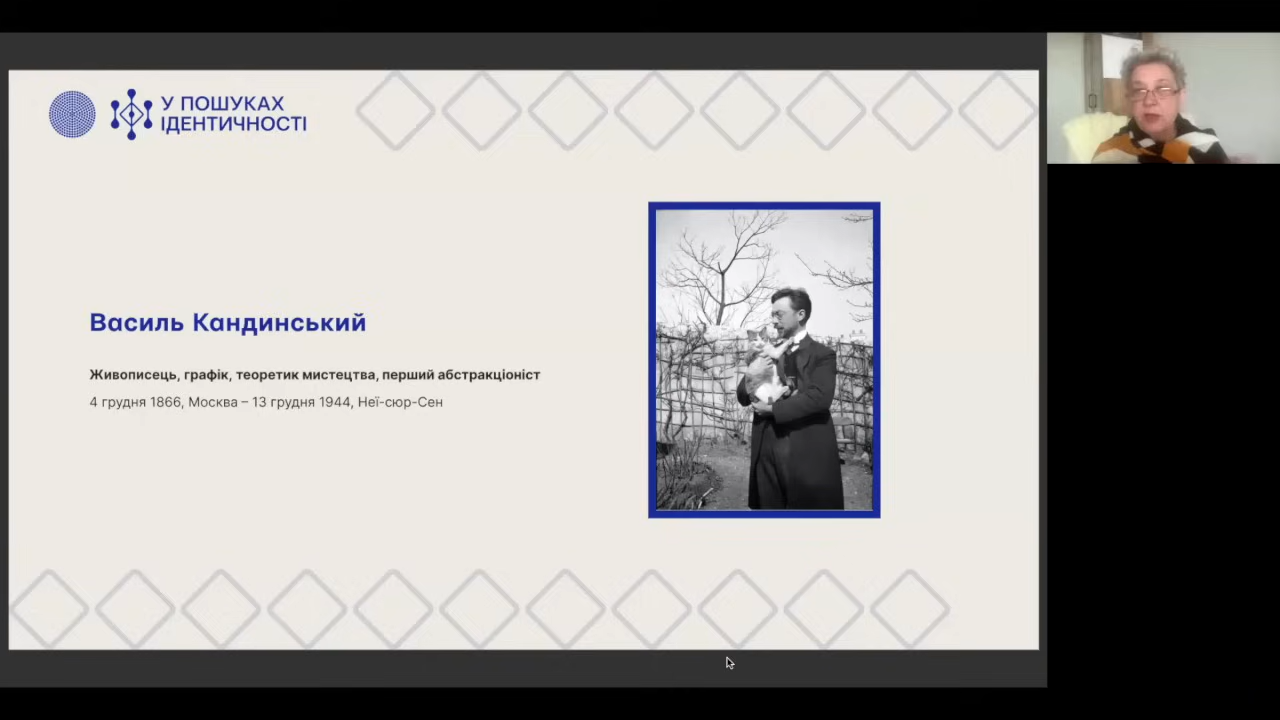 У ПОШУКАХ
ІДЕНТИЧНОСТІ
Василь Кандинський
Живописець, графік, теоретик мистецтва, перший абстракціоніст
4 грудня 1866, Москва – 13 грудня 1944, Неї-сюр-Сен